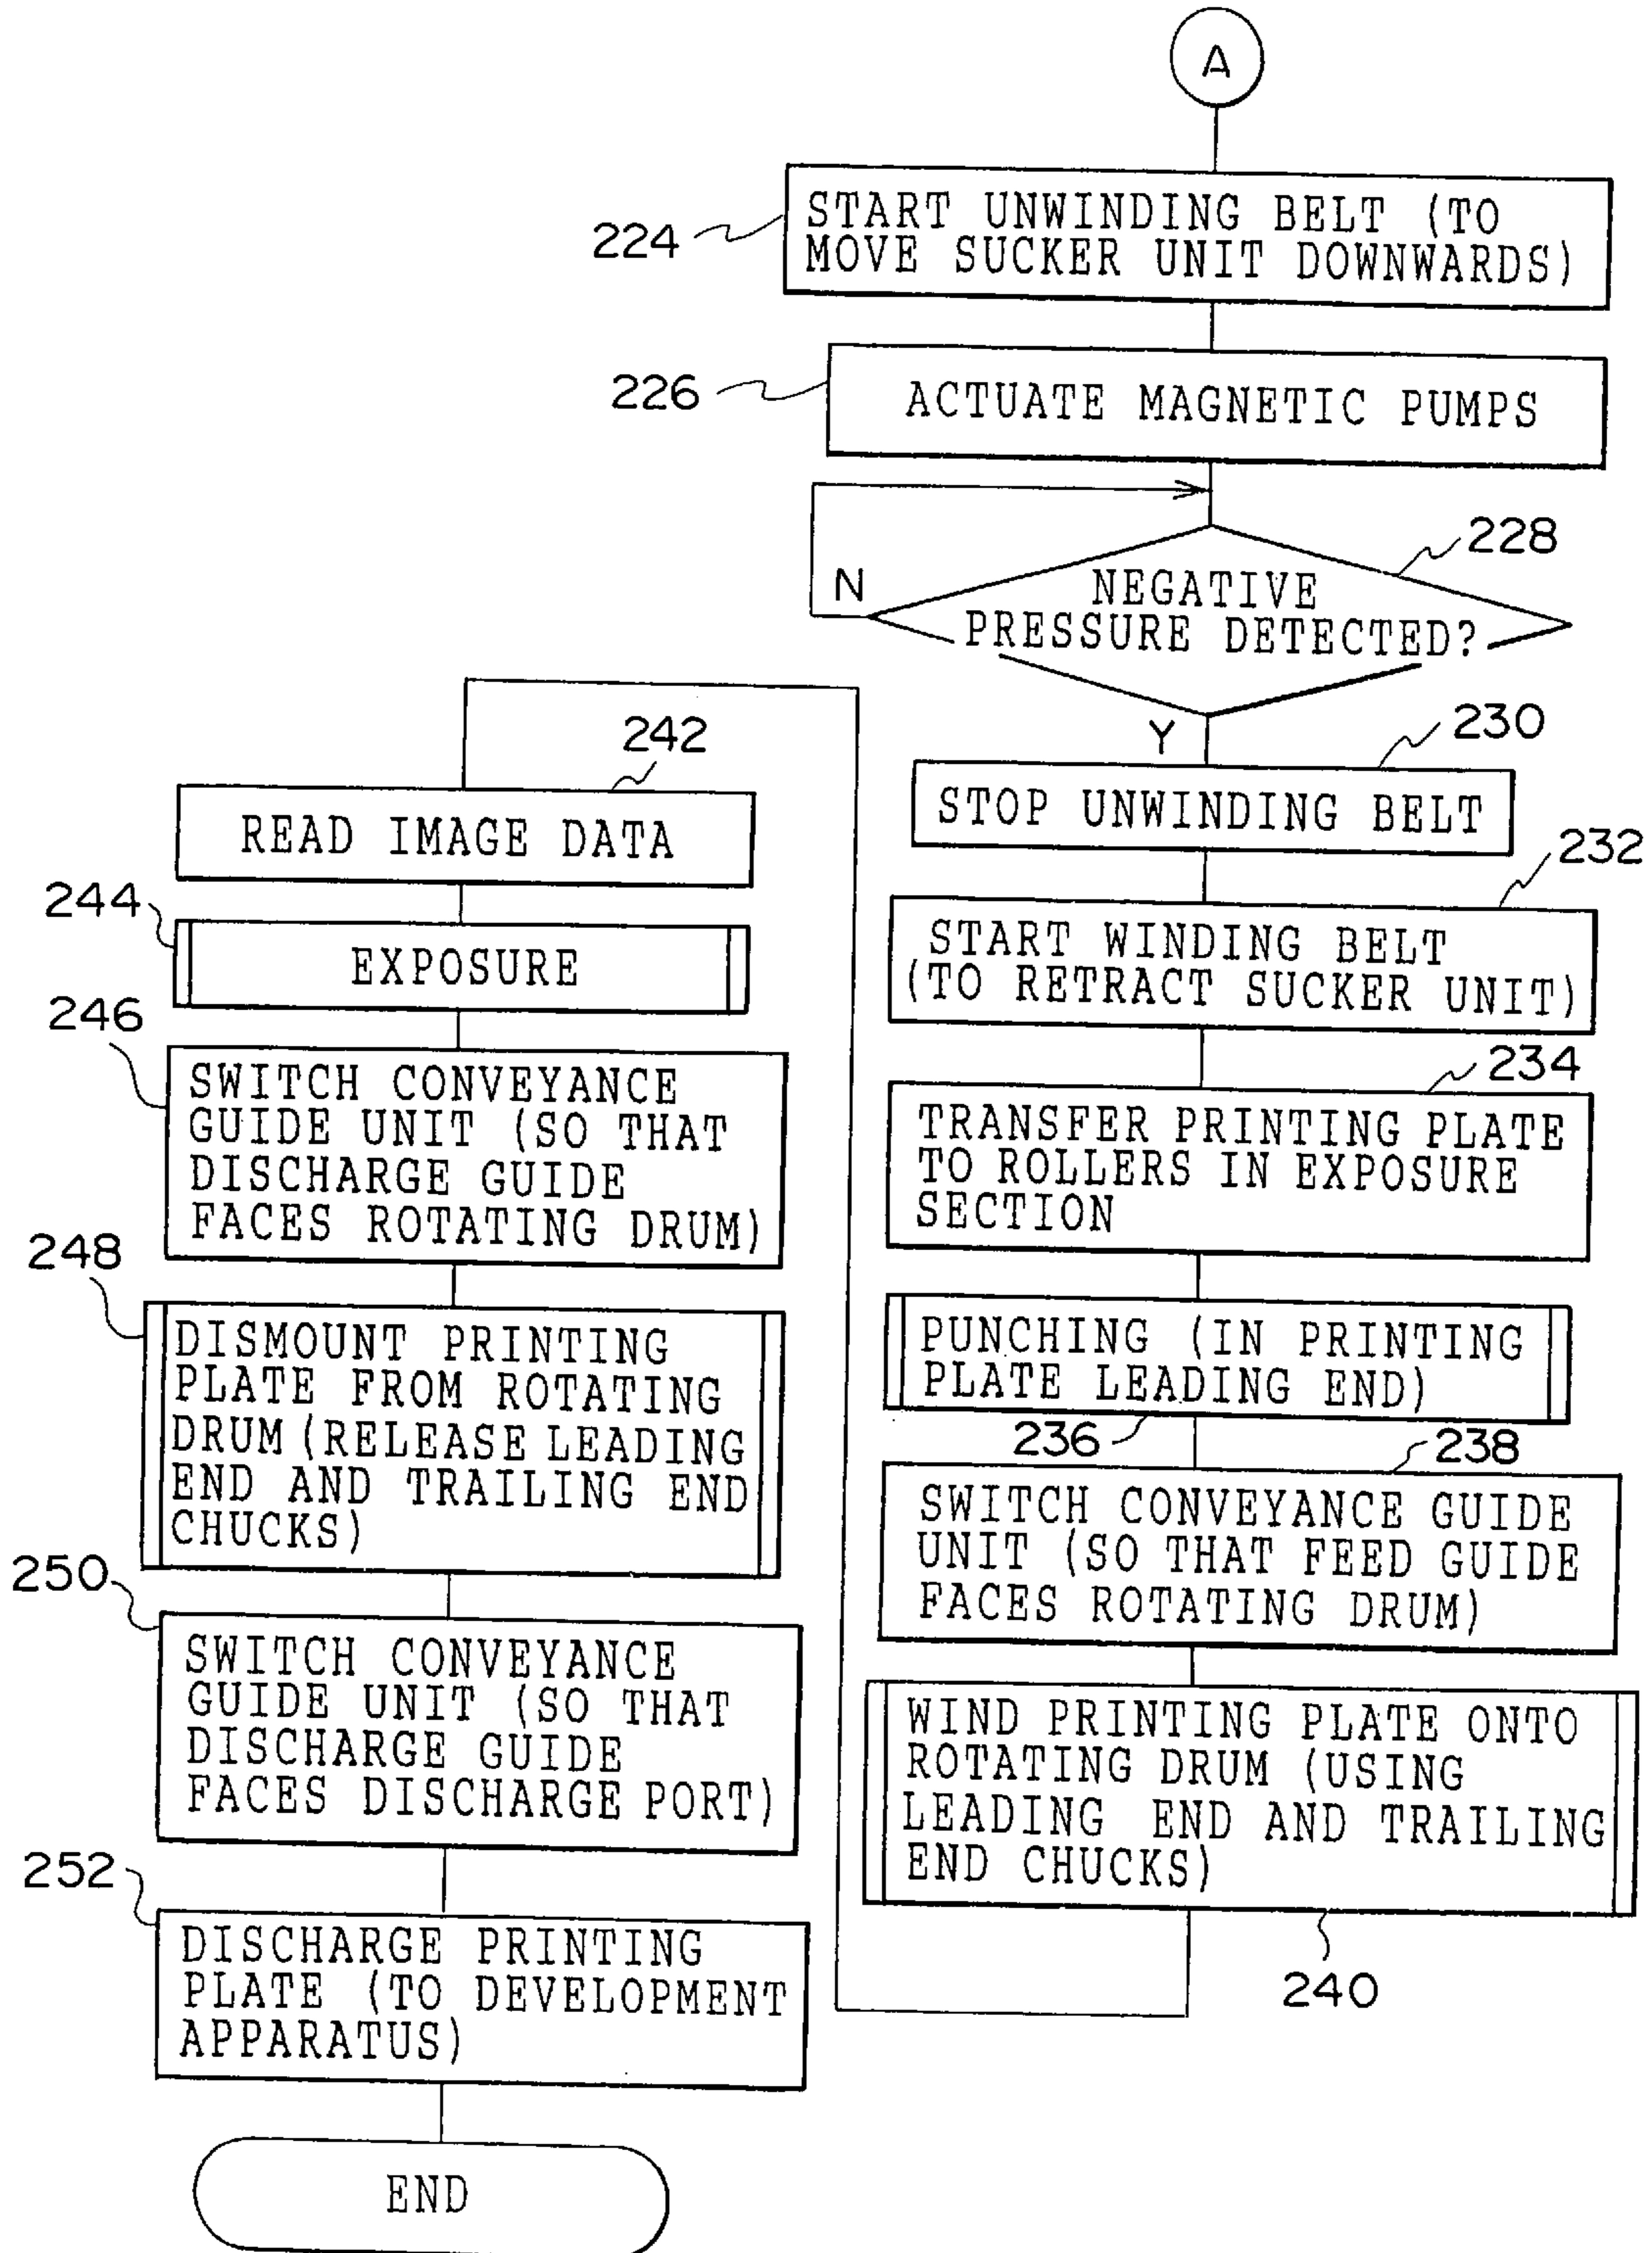 A
224
START UNWINDING BELT (TO
MOVE SUCKER UNIT DOWNWARDS)
226
ACTUATE MAGNETIC PUMPS
228
N
NEGATIVE
PRESSURE DETECTED?
Y
230
STOP UNWINDING BELT
232
START WINDING BELT
(TO RETRACT SUCKER UNIT)
234
TRANSFER PRINTING PLATE
TO ROLLERS IN EXPOSURE
SECTION
PUNCHING (IN PRINTING
PLATE LEADING END)
236
238
SWITCH CONVEYANCE GUIDE
UNIT (SO THAT FEED GUIDE
FACES ROTATING DRUM)
WIND PRINTING PLATE ONTO
ROTATING DRUM (USING
LEADING END AND TRAILING
END CHUCKS)
240
242
READ IMAGE DATA
244
EXPOSURE
246
SWITCH CONVEYANCE
GUIDE UNIT (SO THAT
DISCHARGE GUIDE
FACES ROTATING DRUM)
248
DISMOUNT PRINTING
PLATE FROM ROTATING
DRUM (RELEASE LEADING
END AND TRAILING END
CHUCKS)
250
SWITCH CONVEYANCE
GUIDE UNIT (SO THAT
DISCHARGE GUIDE
FACES DISCHARGE PORT)
252
DISCHARGE PRINTING
PLATE (TO DEVELOPMENT
APPARATUS)
END